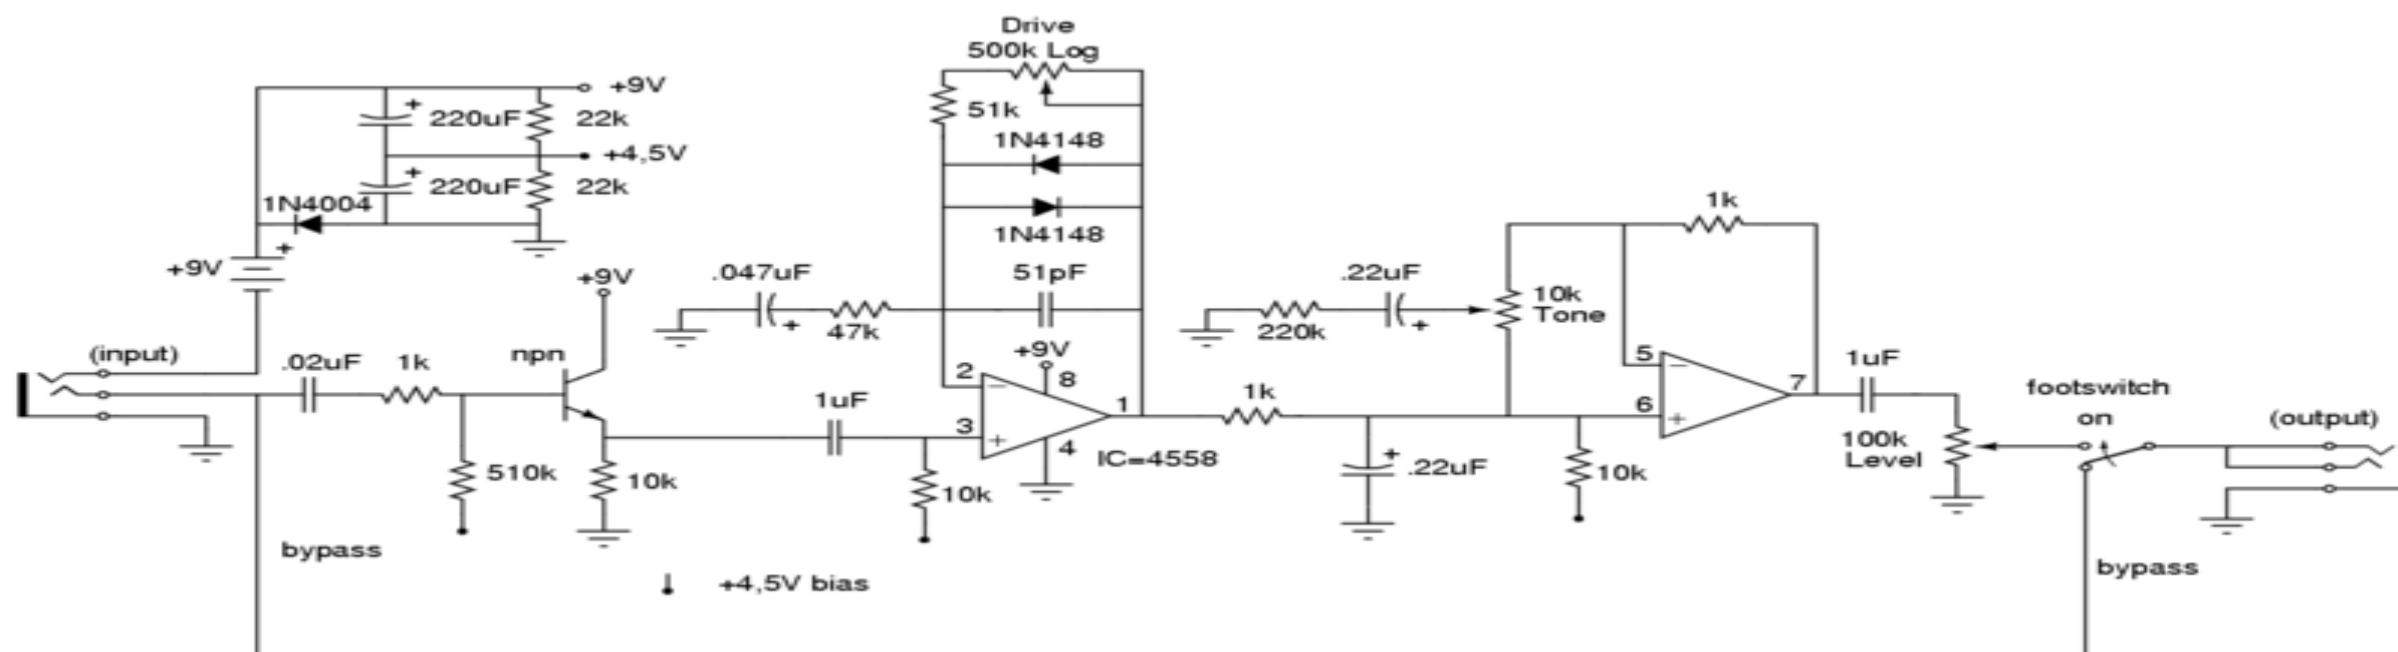 Drive
500k Log
+9V
220uF
22k
51k
1N4148
+4,5V
220uF
22k
1N4004
1N4148
1k
+9V
+
+9V
.047uF
51pF
.22uF
10k
Tone
+
47k
+
220k
(input)
.02uF
1k
npn
+9V
8
2
−
5
−
1uF
7
1k
1uF
3
+
1
6
+
footswitch
on
(output)
4
IC=4558
+
.22uF
100k
Level
510k
10k
10k
10k
bypass
+4,5V bias
bypass
+
+